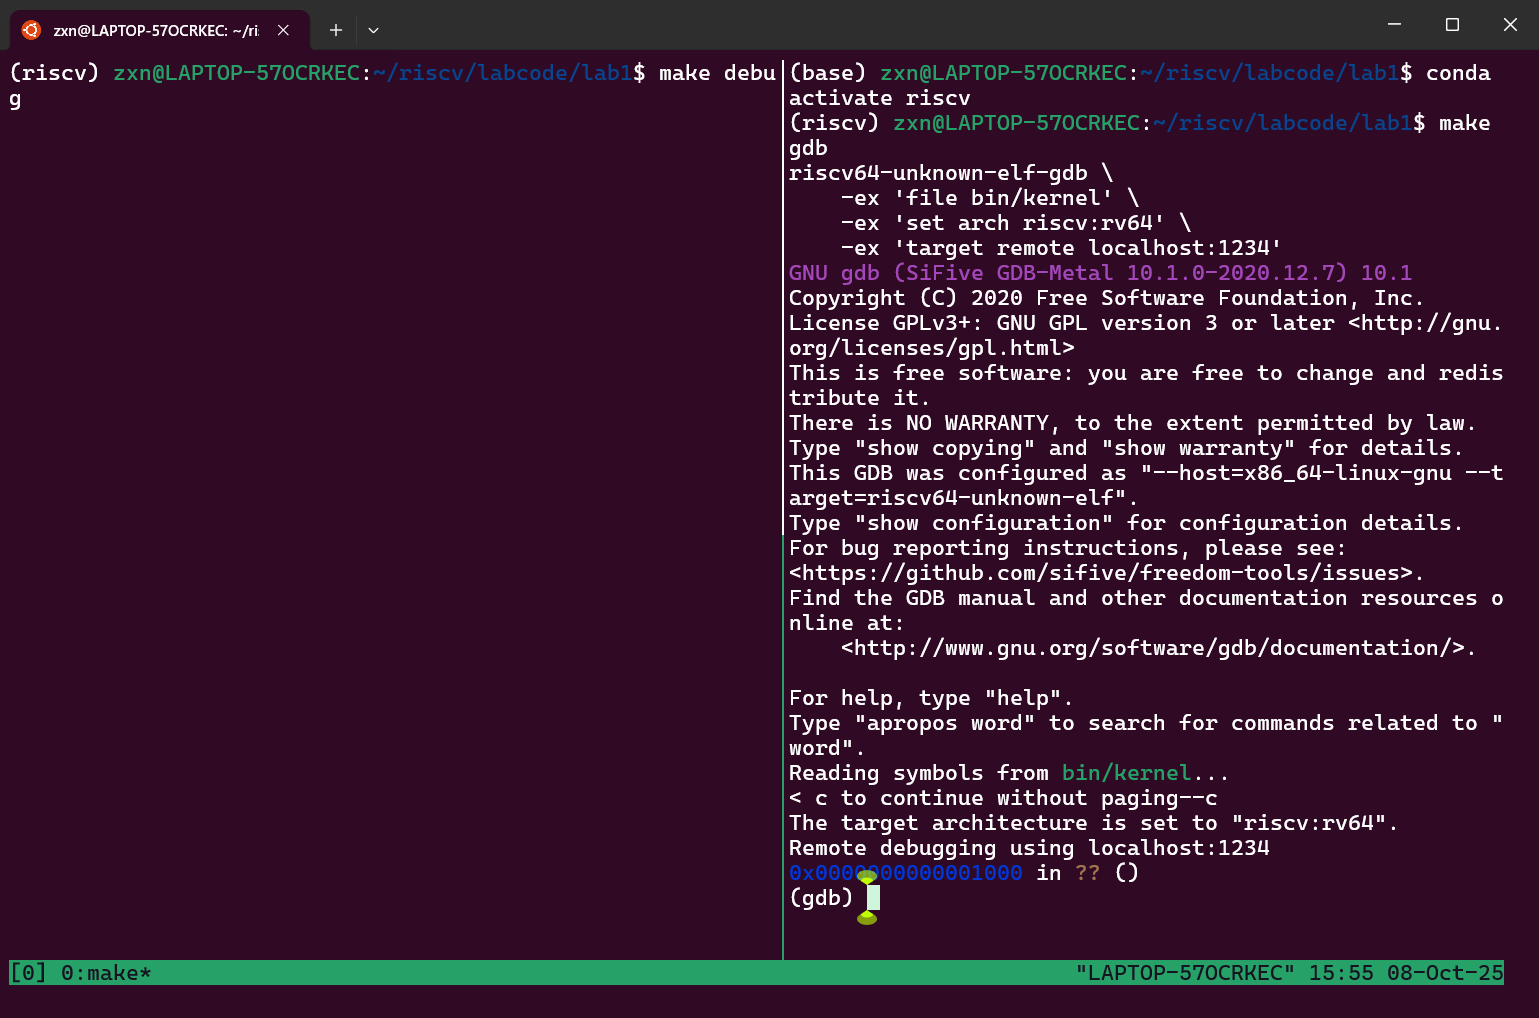 zxn@LAPTOP-57OCRKEC: ~/ri
(riscv) zxn@LAPTOP-57OCRKEC:~/riscv/labcode/lab1$ make debu
g
(base) zxn@LAPTOP-57OCRKEC:~/riscv/labcode/lab1$ conda
activate riscv
(riscv) zxn@LAPTOP-57OCRKEC:~/riscv/labcode/lab1$ make
gdb
riscv64-unknown-elf-gdb \
    -ex 'file bin/kernel' \
    -ex 'set arch riscv:rv64' \
    -ex 'target remote localhost:1234'
GNU gdb (SiFive GDB-Metal 10.1.0-2020.12.7) 10.1
Copyright (C) 2020 Free Software Foundation, Inc.
License GPLv3+: GNU GPL version 3 or later <http://gnu.
org/licenses/gpl.html>
This is free software: you are free to change and redis
tribute it.
There is NO WARRANTY, to the extent permitted by law.
Type "show copying" and "show warranty" for details.
This GDB was configured as "--host=x86_64-linux-gnu --t
arget=riscv64-unknown-elf".
Type "show configuration" for configuration details.
For bug reporting instructions, please see:
<https://github.com/sifive/freedom-tools/issues>.
Find the GDB manual and other documentation resources o
nline at:
    <http://www.gnu.org/software/gdb/documentation/>.
For help, type "help".
Type "apropos word" to search for commands related to "
word".
Reading symbols from bin/kernel...
< c to continue without paging--c
The target architecture is set to "riscv:rv64".
Remote debugging using localhost:1234
0x0000000000001000 in ?? ()
(gdb)
[0] 0:make* "LAPTOP-57OCRKEC" 15:55 08-Oct-25